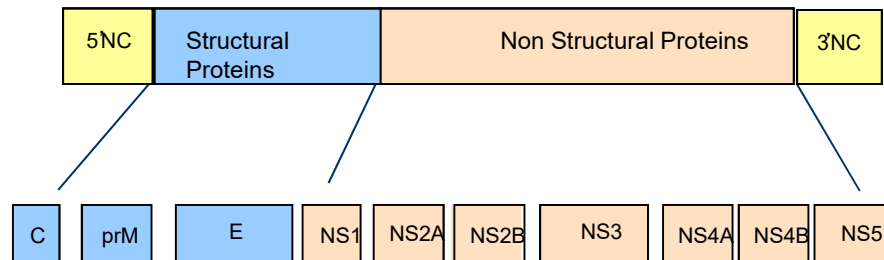 5'NC
Structural
Proteins
Non Structural Proteins
3'NC
C
prM
E
NS1
NS2A
NS2B
NS3
NS4A
NS4B
NS5